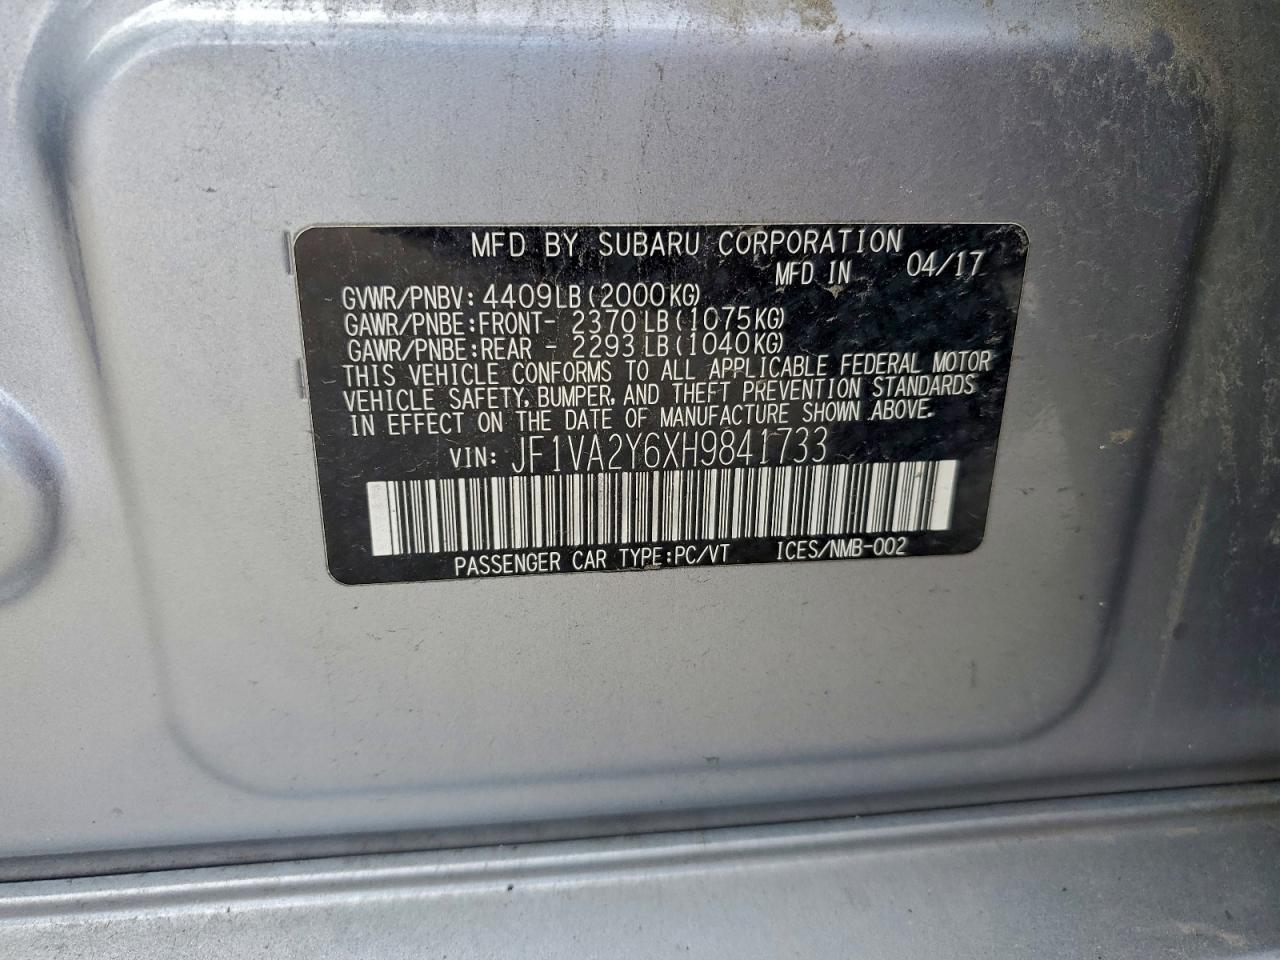 MFD BY SUBARU CORPORATION
MFD IN 04/17
GVWR/PNBV: 4409LB(2000KG)
GAWR/PNBE:FRONT- 2370LB(1075KG)
GAWR/PNBE:REAR - 2293LB(1040KG)
THIS VEHICLE CONFORMS TO ALL APPLICABLE FEDERAL MOTOR
VEHICLE SAFETY, BUMPER, AND THEFT PREVENTION STANDARDS
IN EFFECT ON THE DATE OF MANUFACTURE SHOWN ABOVE.
VIN: JF1VA2Y6XH9841733
PASSENGER CAR TYPE:PC/VT ICES/NMB-002